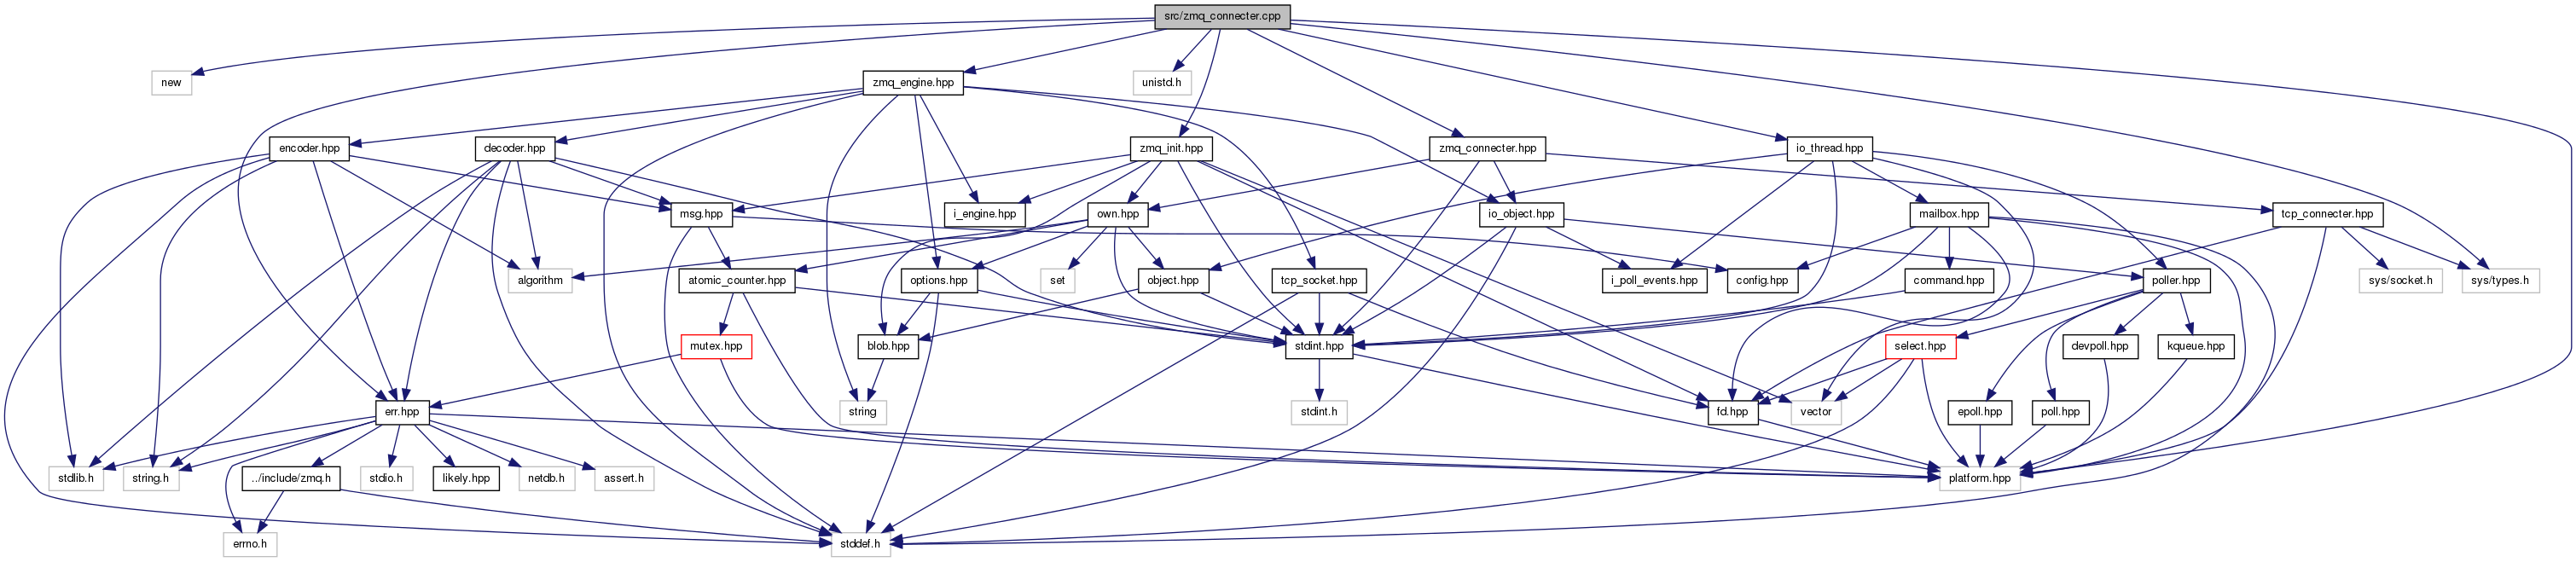 src/zmq_connecter.cpp
new
zmq_engine.hpp
unistd.h
encoder.hpp
decoder.hpp
zmq_init.hpp
zmq_connecter.hpp
io_thread.hpp
msg.hpp
i_engine.hpp
own.hpp
io_object.hpp
mailbox.hpp
tcp_connecter.hpp
algorithm
atomic_counter.hpp
options.hpp
set
object.hpp
tcp_socket.hpp
i_poll_events.hpp
config.hpp
command.hpp
poller.hpp
sys/socket.h
sys/types.h
mutex.hpp
blob.hpp
stdint.hpp
select.hpp
devpoll.hpp
kqueue.hpp
err.hpp
string
stdint.h
fd.hpp
vector
epoll.hpp
poll.hpp
stdlib.h
string.h
../include/zmq.h
stdio.h
likely.hpp
netdb.h
assert.h
platform.hpp
errno.h
stddef.h